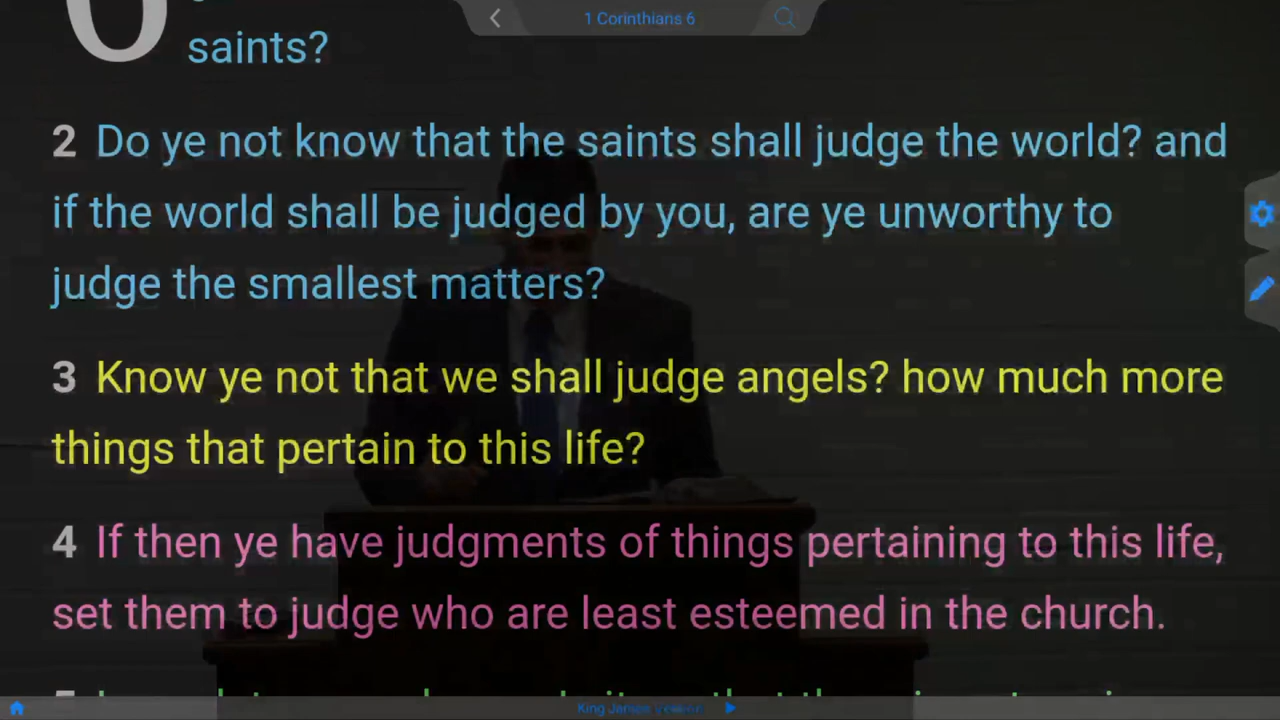 1 Corinthians 6
saints?
2 Do ye not know that the saints shall judge the world? and
if the world shall be judged by you, are ye unworthy to
judge the smallest matters?
3 Know ye not that we shall judge angels? how much more
things that pertain to this life?
4 If then ye have judgments of things pertaining to this life,
set them to judge who are least esteemed in the church.
King James